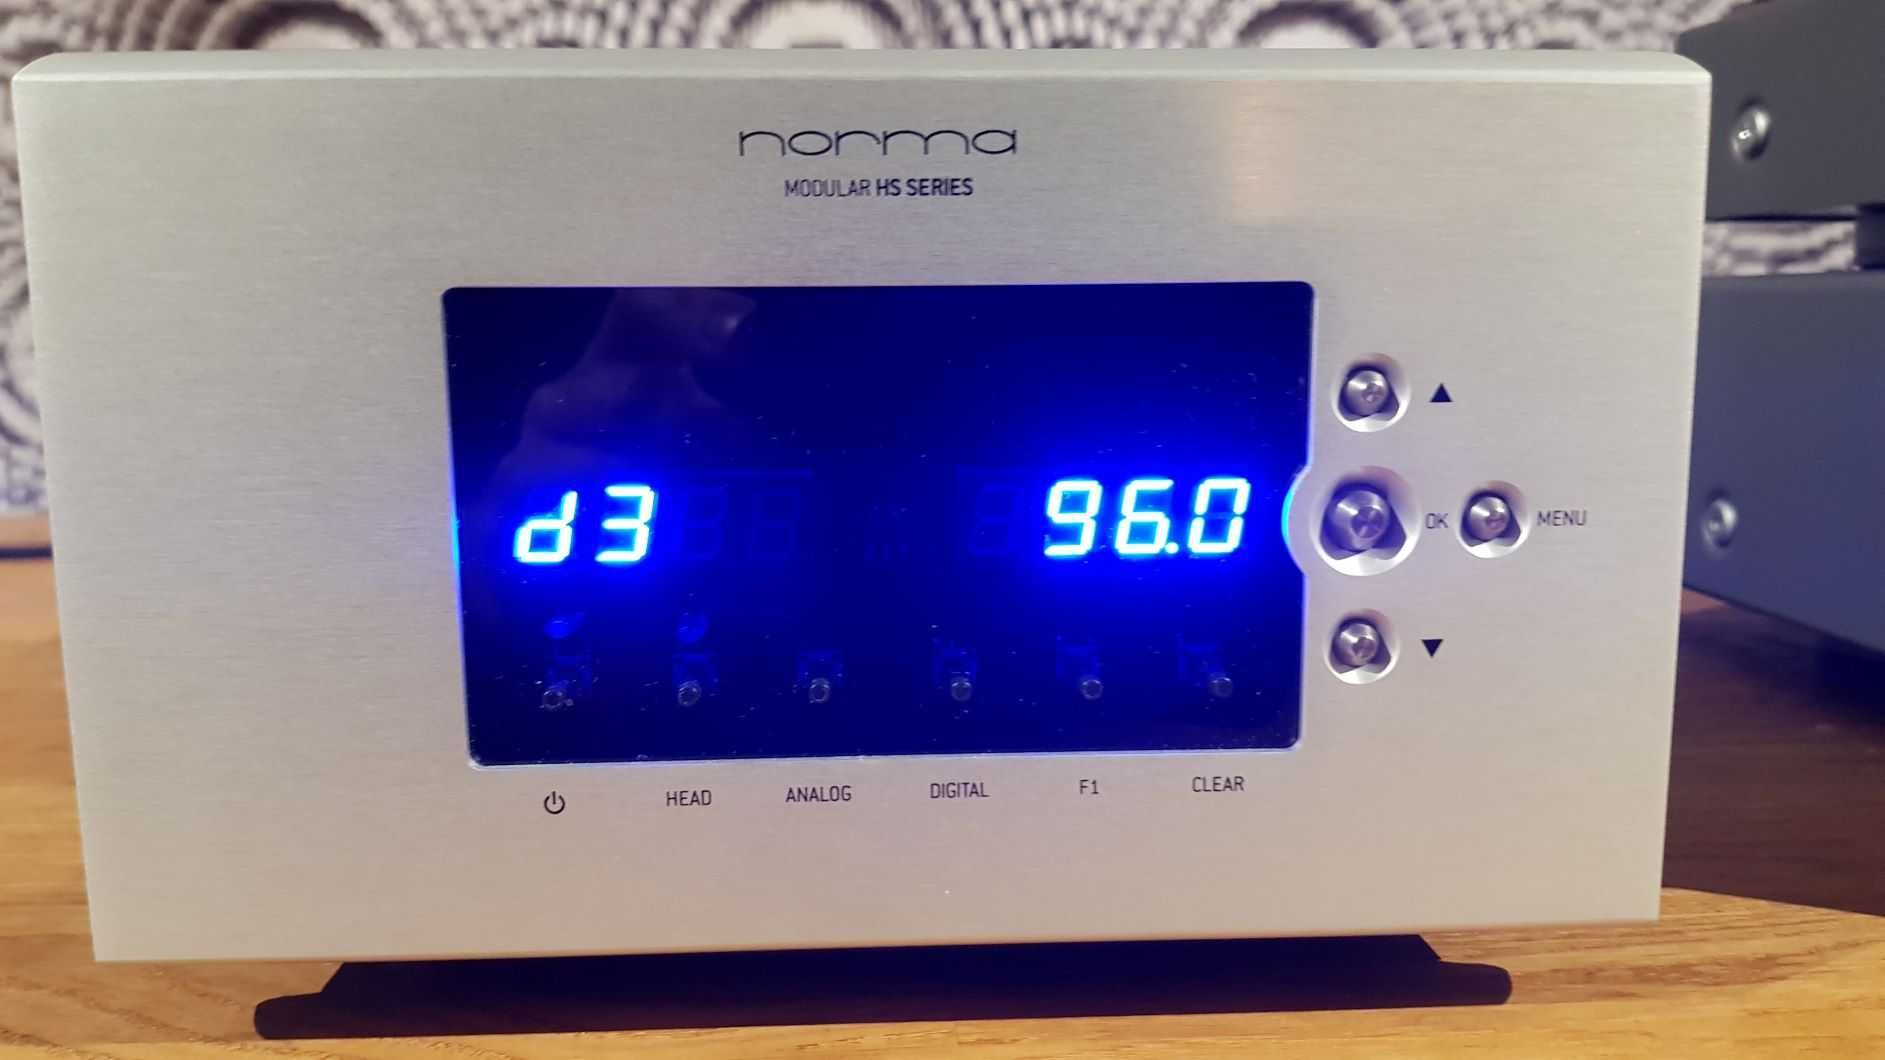 norma
MODULAR HS SERIES
d3 96.0
OK MENU
HEAD ANALOG DIGITAL F1 CLEAR